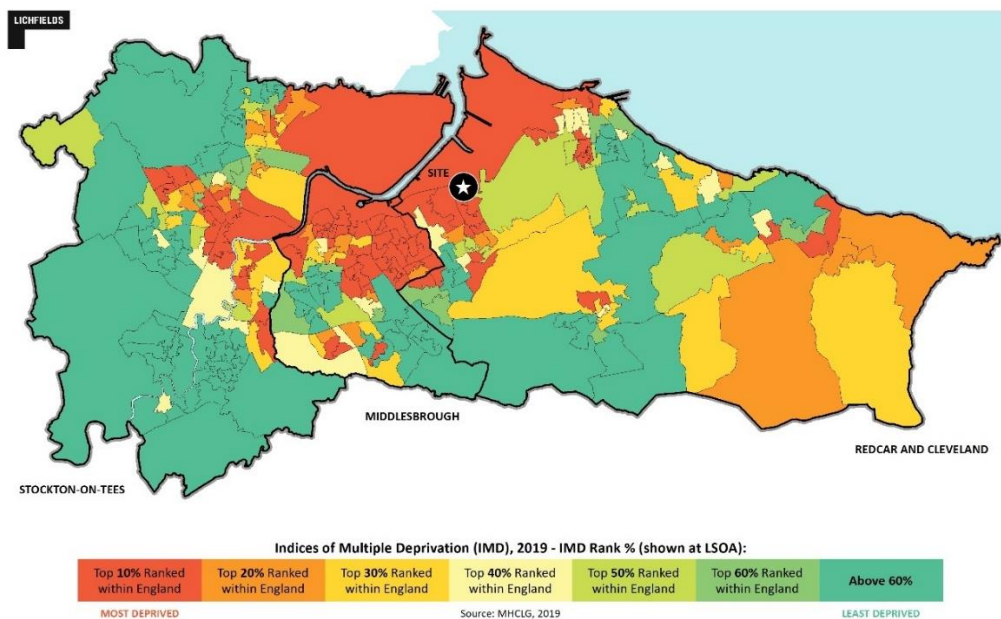 LICHFIELDS
SITE
MIDDLESBROUGH
REDCAR AND CLEVELAND
STOCKTON-ON-TEES
Indices of Multiple Deprivation (IMD), 2019 - IMD Rank % (shown at LSOA):
Top 10% Ranked
within England
Top 20% Ranked
within England
Top 30% Ranked
within England
Top 40% Ranked
within England
Top 50% Ranked
within England
Top 60% Ranked
within England
Above 60%
MOST DEPRIVED
Source: MHCLG, 2019
LEAST DEPRIVED